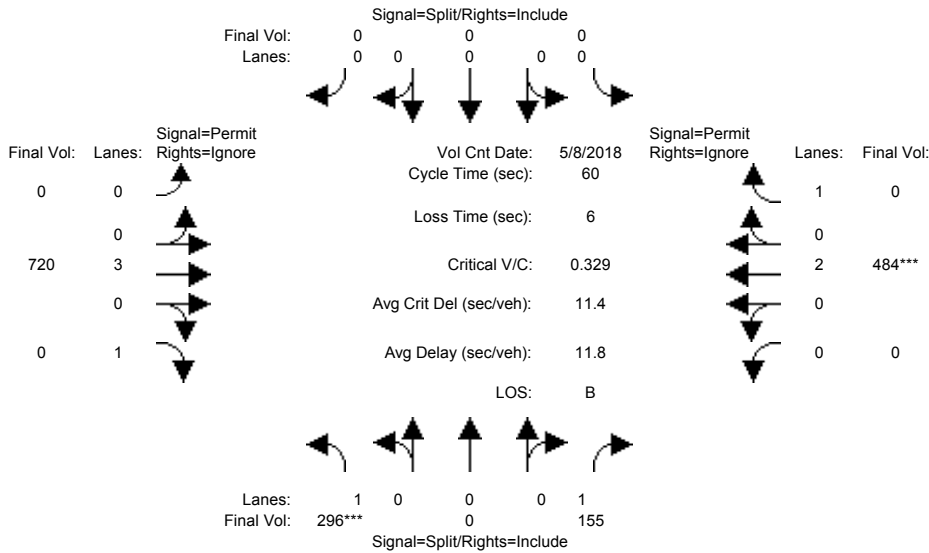 Signal=Split/Rights=Include
Final Vol: 0 0 0
Lanes: 0 0 0 0 0
Signal=Permit Signal=Permit
Final Vol: Lanes: Rights=Ignore Vol Cnt Date: 5/8/2018 Rights=Ignore Lanes: Final Vol:
Cycle Time (sec): 60
0 0 1 0
Loss Time (sec): 6
0 0
720 3 Critical V/C: 0.329 2 484***
0 Avg Crit Del (sec/veh): 11.4 0
0 1 Avg Delay (sec/veh): 11.8 0 0
LOS: B
Lanes: 1 0 0 0 1
Final Vol: 296*** 0 155
Signal=Split/Rights=Include